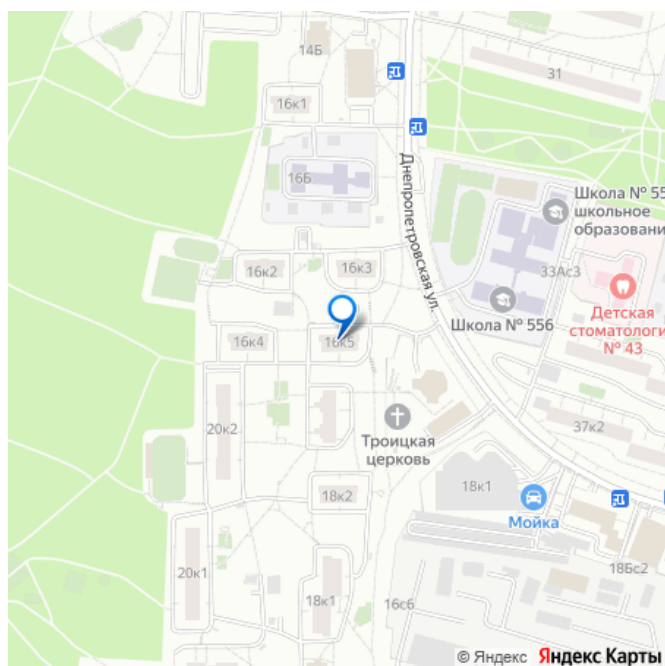 14Б
31
16к1
Днепропетровская ул.
16Б
Школа № 55
школьное
образовани
33Ас3
16к2
16к3
Школа № 556
Детская
стоматологи
№ 43
16к4
16к5
20к2
Троицкая
церковь
37к2
18к2
18к1
Мойка
20к1
18к1
16с6
18Бс2
© Яндекс Яндекс Карты